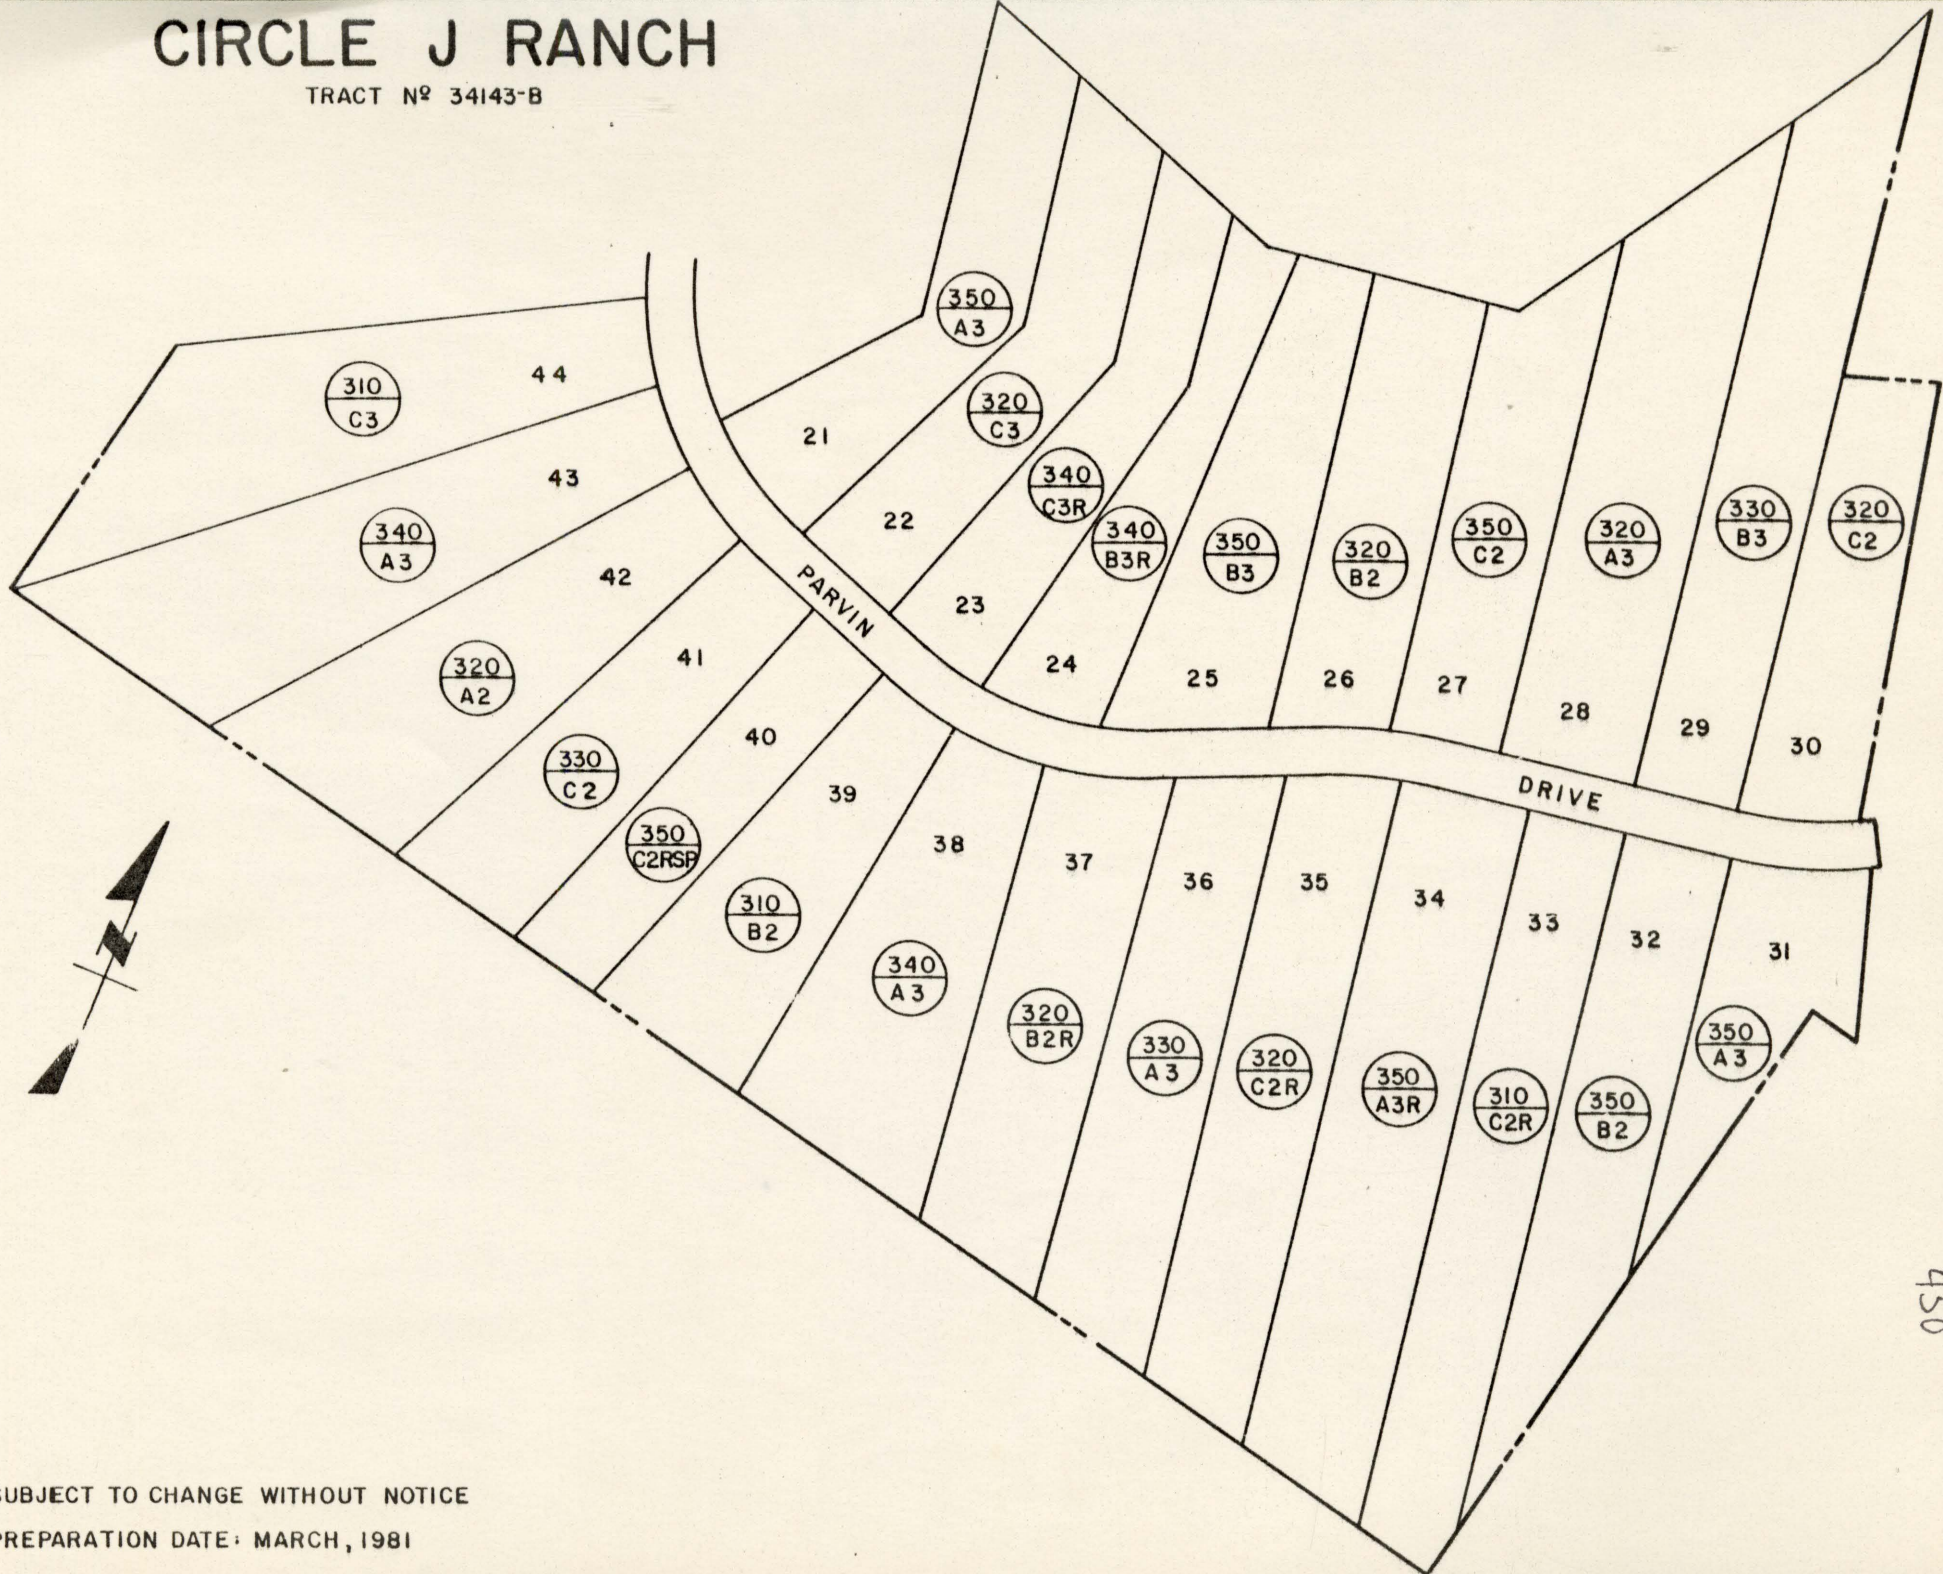 CIRCLE J RANCH
TRACT Nº 34143-B
350
A3
44
310
C3
21
320
C3
43
340
A3
22
340
C3R
340
B3R
350
B3
320
B2
350
C2
320
A3
330
B3
320
C2
42
PARVIN
23
320
A2
41
24
25
26
27
28
29
30
330
C2
40
39
DRIVE
350
C2RSP
38
37
36
35
34
33
32
31
310
B2
340
A3
320
B2R
330
A3
320
C2R
350
A3R
310
C2R
350
B2
350
A3
N
450
SUBJECT TO CHANGE WITHOUT NOTICE
PREPARATION DATE: MARCH, 1981